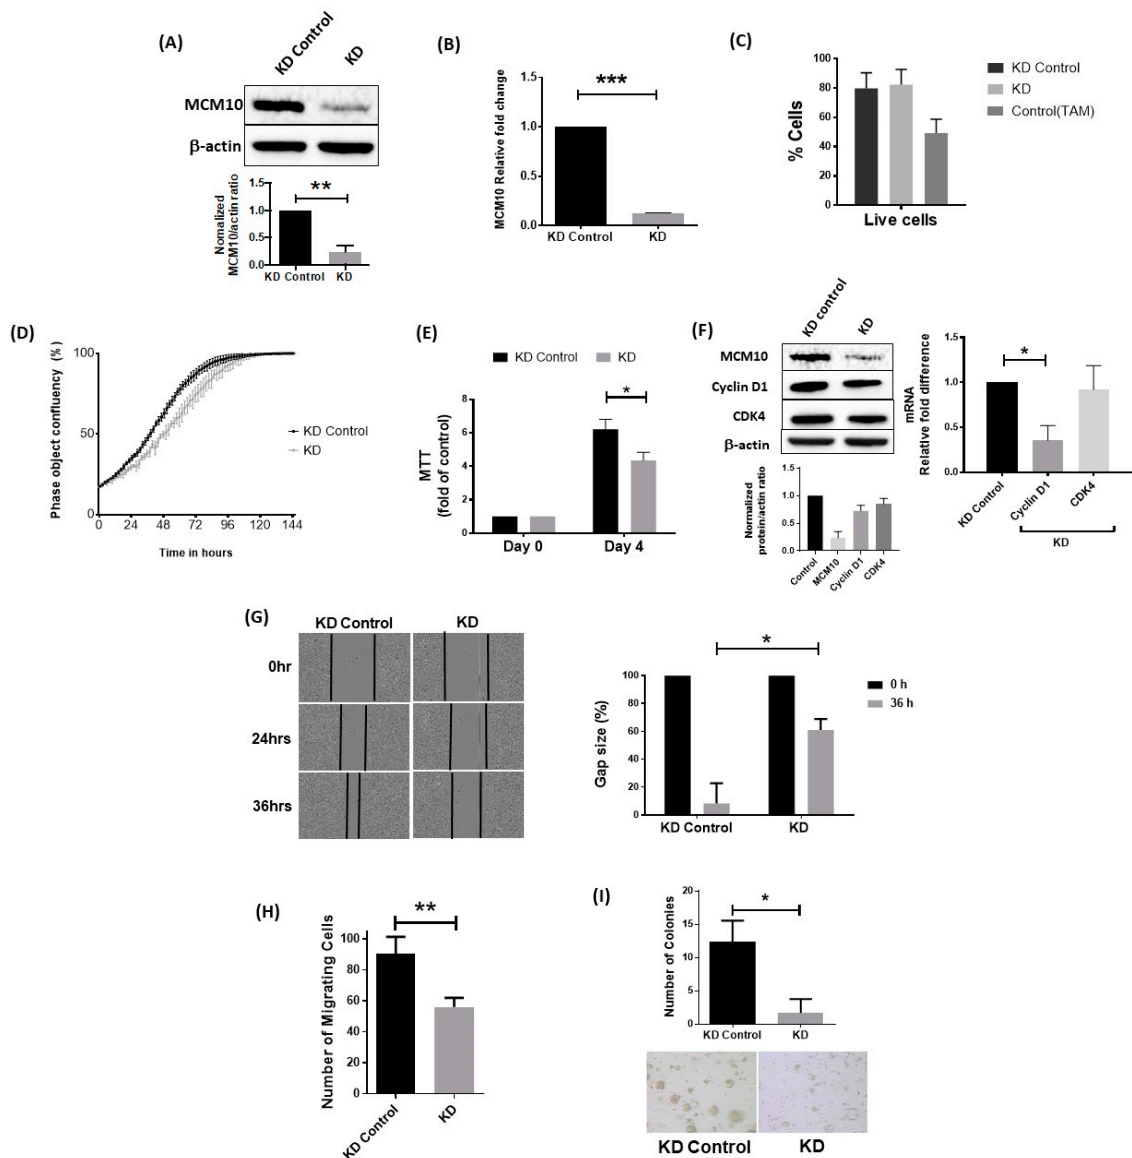 (A)
KD Control
KD
MCM10
β-actin
Nomalized
MCM10/actin ratio
1.5
1.0
0.5
0.0
**
KD Control
KD
(B)
MCM10 Relative fold change
1.5
1.0
0.5
0.0
***
KD Control
KD
(C)
% Cells
100
80
60
40
20
0
Live cells
KD Control
KD
Control(TAM)
(D)
Phase object confluency (%)
100
50
0
0 24 48 72 96 120 144
Time in hours
KD Control
KD
(E)
KD Control
KD
MTT
(fold of control)
8
6
4
2
0
*
Day 0
Day 4
(F)
KD control
KD
MCM10
Cyclin D1
CDK4
β-actin
Normalized
protein/actin ratio
1.5
1.0
0.5
0.0
Control
MCM10
Cyclin D1
CDK4
mRNA
Relative fold difference
1.5
1.0
0.5
0.0
*
KD Control
Cyclin D1
CDK4
KD
(G)
KD Control
KD
0hr
24hrs
36hrs
Gap size (%)
100
80
60
40
20
0
*
KD Control
KD
0 h
36 h
(H)
Number of Migrating Cells
100
80
60
40
20
0
**
KD Control
KD
(I)
Number of Colonies
20
15
10
5
0
*
KD Control
KD
KD Control
KD